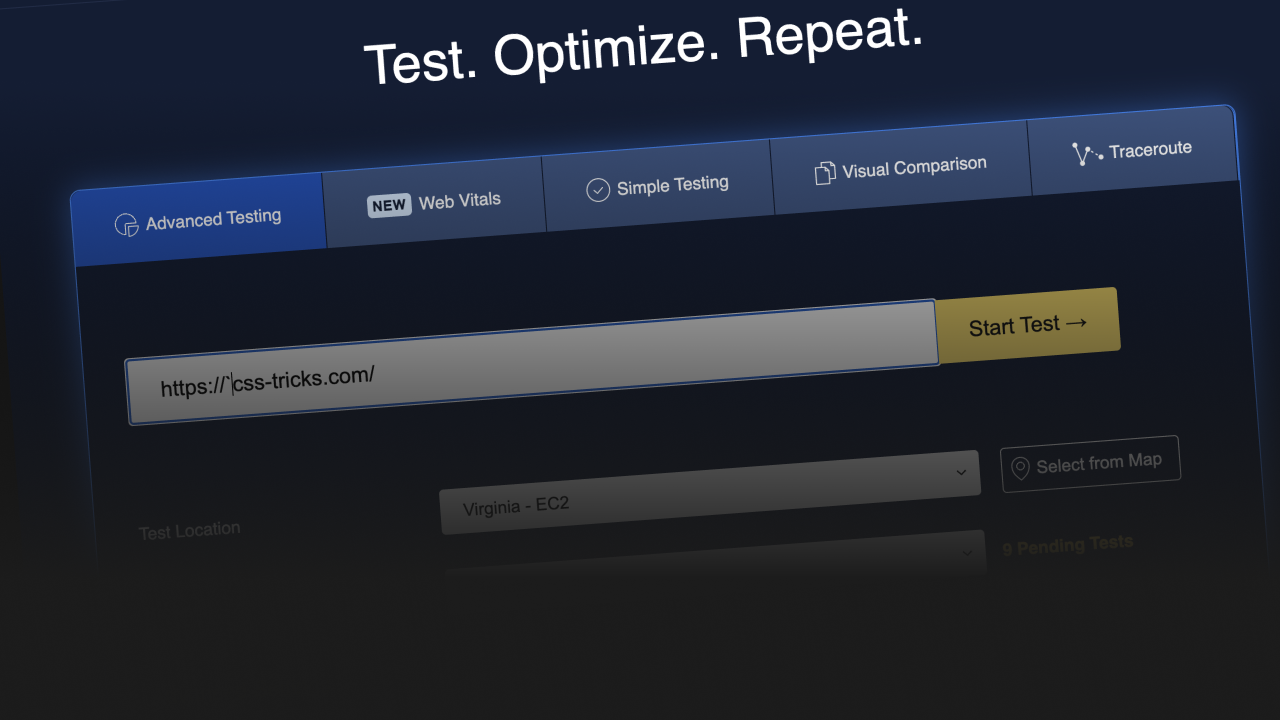 Test. Optimize. Repeat.
Advanced Testing
NEW Web Vitals
Simple Testing
Visual Comparison
Traceroute
https://`css-tricks.com/
Start Test →
Test Location
Virginia - EC2
Select from Map
9 Pending Tests